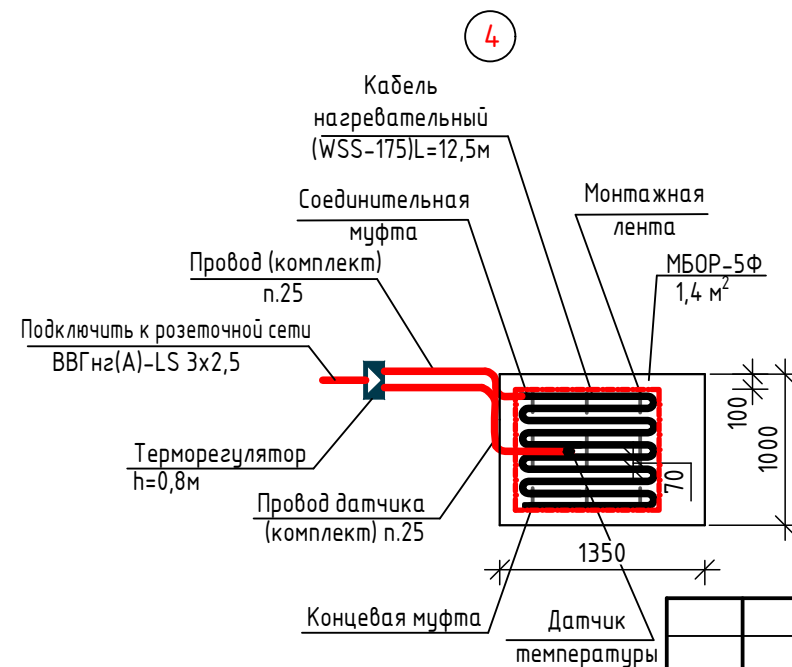 4
Кабель
нагревательный
(WSS-175)L=12,5м
Соединительная
муфта
Монтажная
лента
Провод (комплект)
п.25
МБОР-5Ф
1,4 м²
Подключить к розеточной сети
ВВГнг(А)-LS 3х2,5
100
1000
Терморегулятор
h=0,8м
70
Провод датчика
(комплект) п.25
1350
Концевая муфта
Датчик
температуры